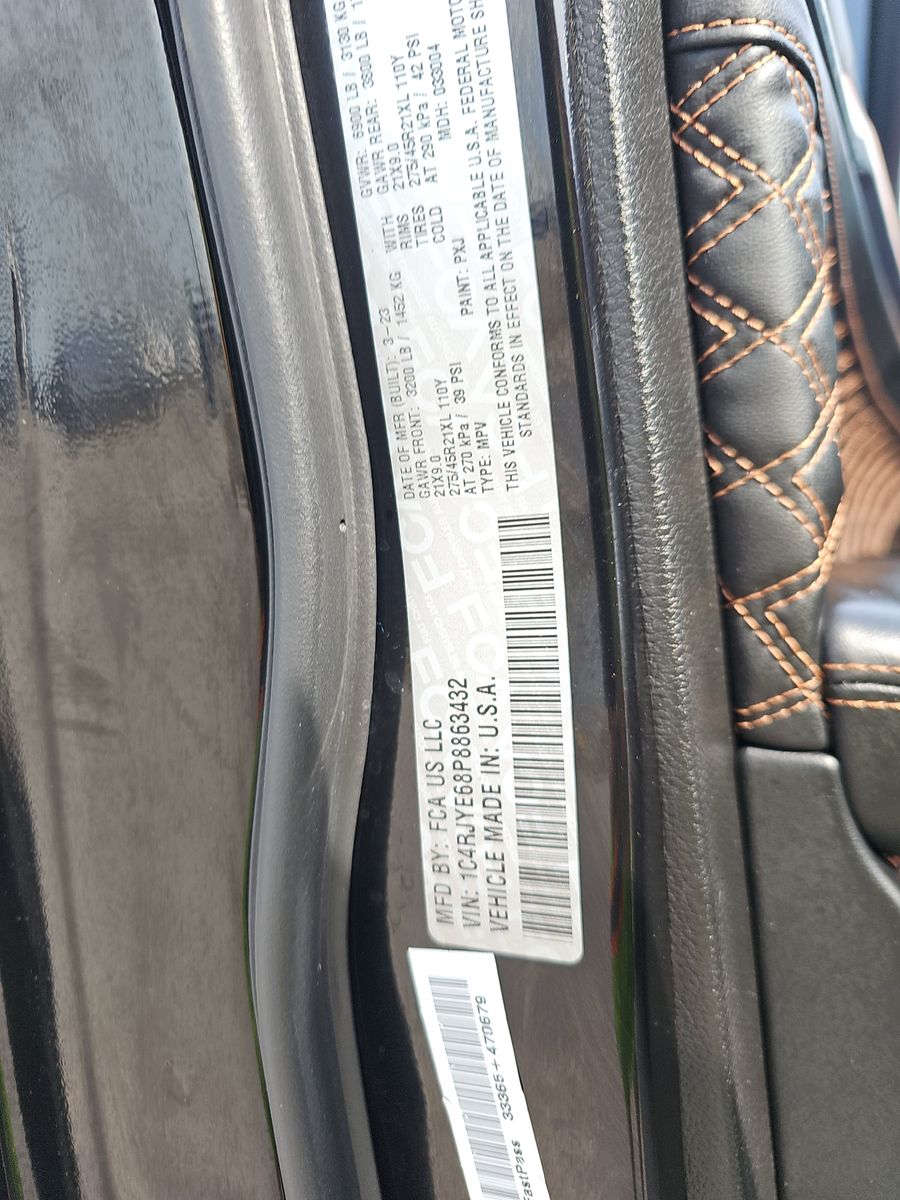 MFD BY: FCA US LLC
DATE OF MFR (BUILT): 3-23
GVWR: 6900 LB / 3130 KG
GAWR FRONT: 3200 LB / 1452 KG
WITH
GAWR REAR: 3900 LB /
21X9.0
RIMS
21X9.0
275/45R21XL 110Y
TIRES
275/45R21XL 110Y
AT 270 kPa / 39 PSI
COLD
AT 290 kPa / 42 PSI
VIN: 1C4RJYE68P8863432
TYPE: MPV
PAINT: PXJ
MDH: 033004
VEHICLE MADE IN: U.S.A.
THIS VEHICLE CONFORMS TO ALL APPLICABLE U.S.A. FEDERAL MOTO
STANDARDS IN EFFECT ON THE DATE OF MANUFACTURE SH
33365+470679
FastPass